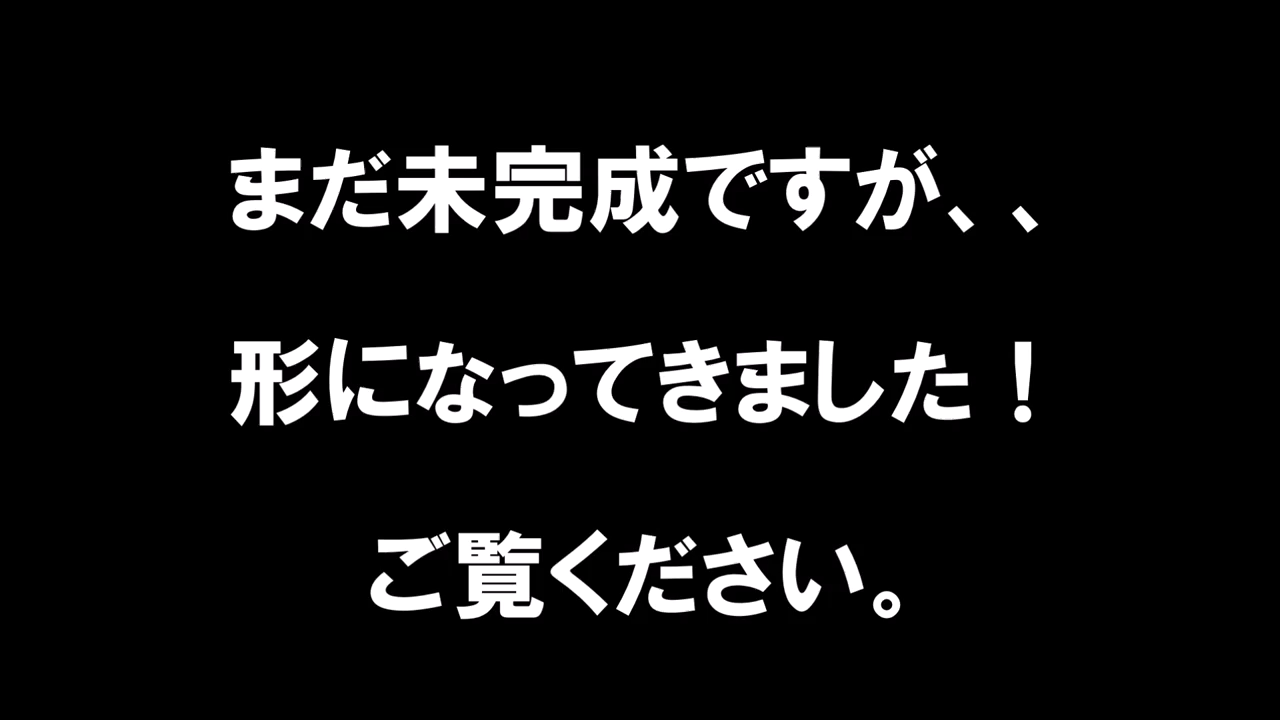 まだ未完成ですが、、
形になってきました！
ご覧ください。